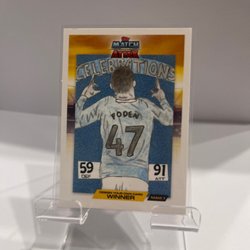 MATCH
ATTAX
CELEBRATIONS
FODEN
47
59
DEF
91
ATT
WINNER